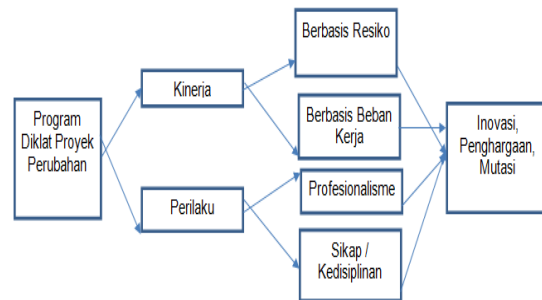 Program
Diklat Proyek
Perubahan
Kinerja
Perilaku
Berbasis Resiko
Berbasis Beban
Kerja
Profesionalisme
Sikap /
Kedisiplinan
Inovasi,
Penghargaan,
Mutasi